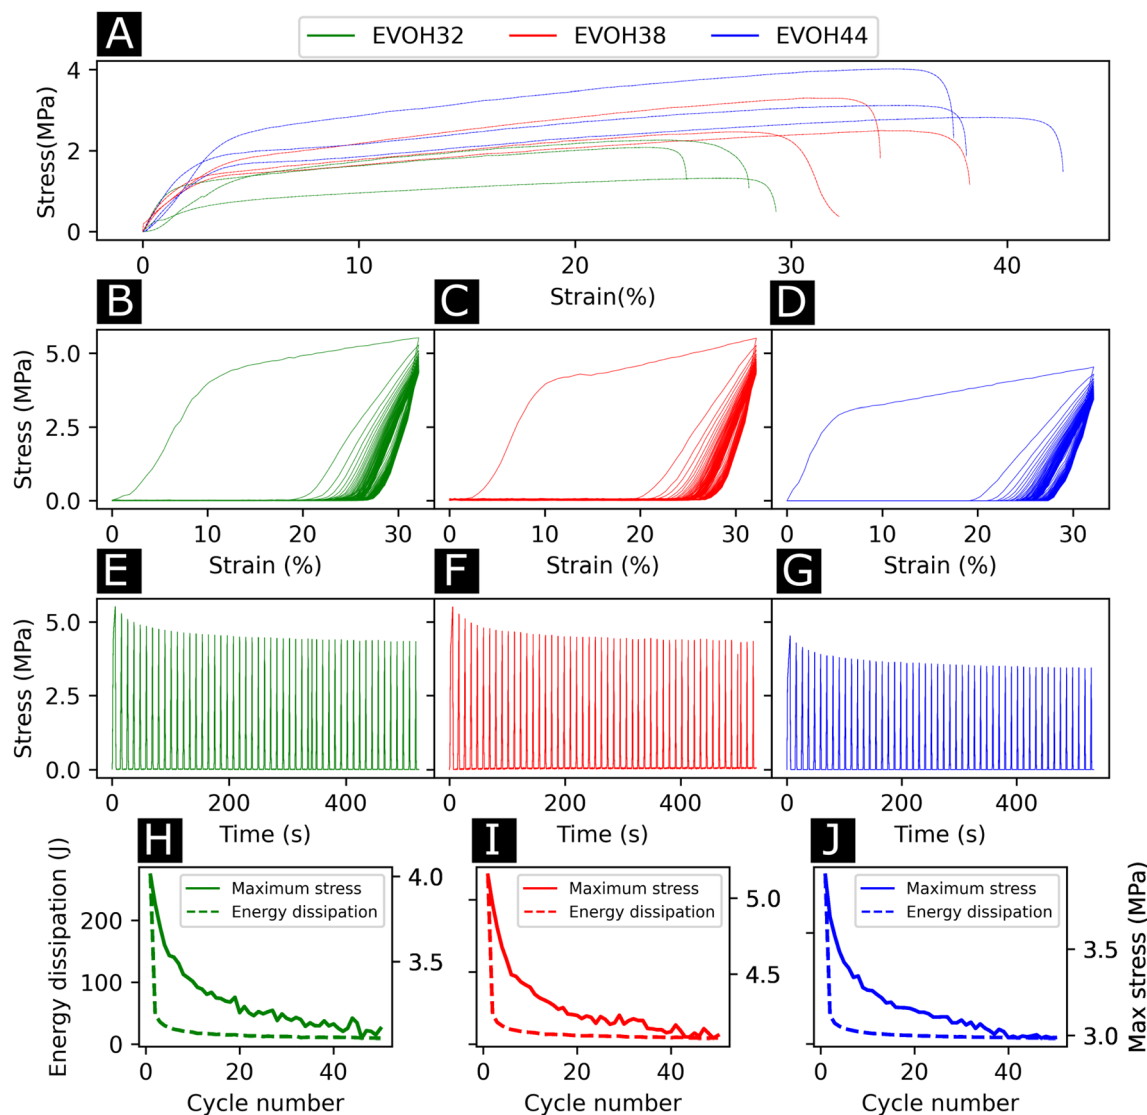 A
EVOH32 EVOH38 EVOH44
Stress(MPa)
4
2
0
0 10 20 30 40
Strain(%)
B C D
Stress (MPa)
5.0
2.5
0.0
0 10 20 30 0 10 20 30 0 10 20 30
Strain (%) Strain (%) Strain (%)
E F G
Stress (MPa)
5.0
2.5
0.0
0 200 400 0 200 400 0 200 400
Time (s) Time (s) Time (s)
H I J
Energy disssipation (J)
200
100
0
Maximum stress
Energy dissipation
4.0
3.5
Maximum stress
Energy dissipation
5.0
4.5
Maximum stress
Energy dissipation
3.5
3.0
Max stress (MPa)
0 20 40 0 20 40 0 20 40
Cycle number Cycle number Cycle number